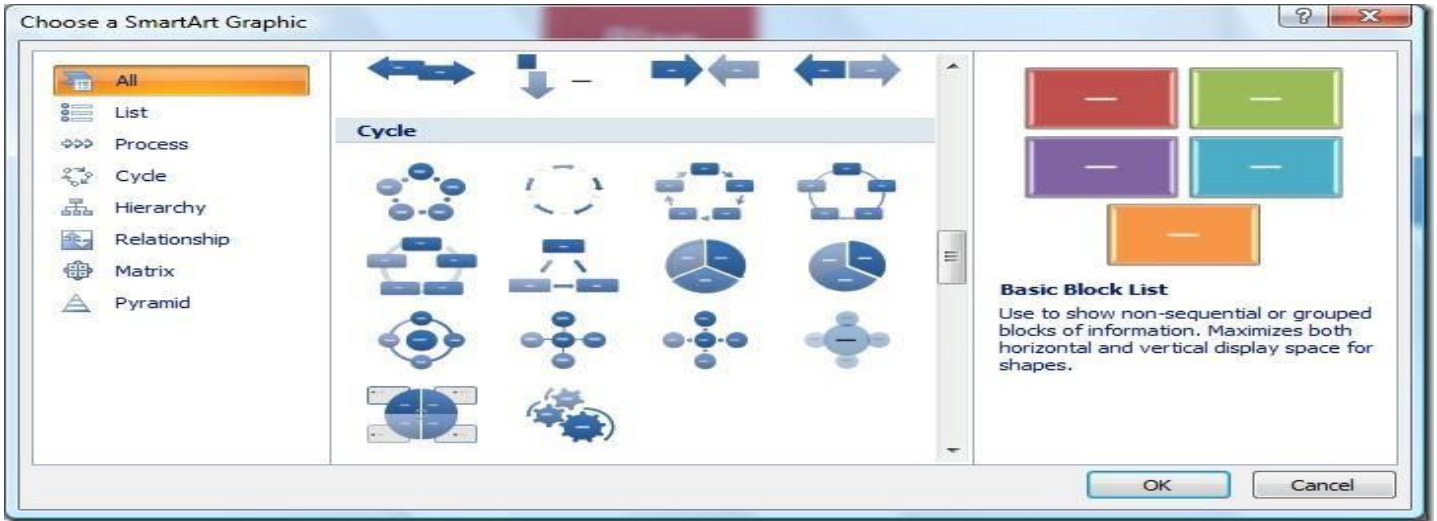 Choose a SmartArt Graphic
All
List
Process
Cycle
Hierarchy
Relationship
Matrix
Pyramid
Cycle
Basic Block List
Use to show non-sequential or grouped
blocks of information. Maximizes both
horizontal and vertical display space for
shapes.
OK
Cancel